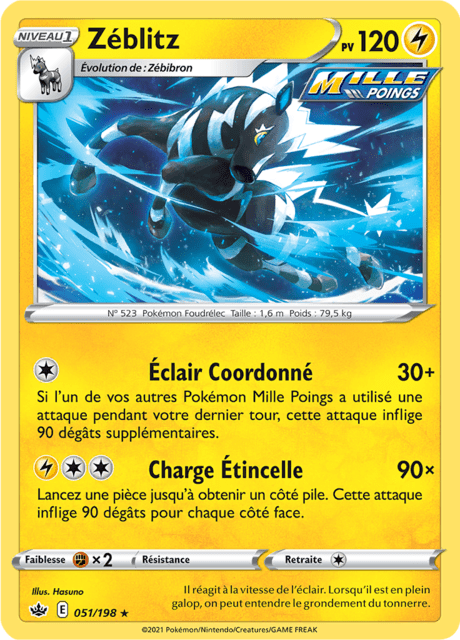 NIVEAU 1
Zéblitz
PV 120
Évolution de : Zébibron
MILLE
POINGS
N° 523 Pokémon Foudrélec Taille : 1,6 m Poids : 79,5 kg
Éclair Coordonné 30+
Si l'un de vos autres Pokémon Mille Poings a utilisé une
attaque pendant votre dernier tour, cette attaque inflige
90 dégâts supplémentaires.
Charge Étincelle 90×
Lancez une pièce jusqu'à obtenir un côté pile. Cette attaque
inflige 90 dégâts pour chaque côté face.
Faiblesse ×2 Résistance Retraite
Illus. Hasuno
Il réagit à la vitesse de l'éclair. Lorsqu'il est en plein
galop, on peut entendre le grondement du tonnerre.
E 051/198 ★
©2021 Pokémon/Nintendo/Creatures/GAME FREAK